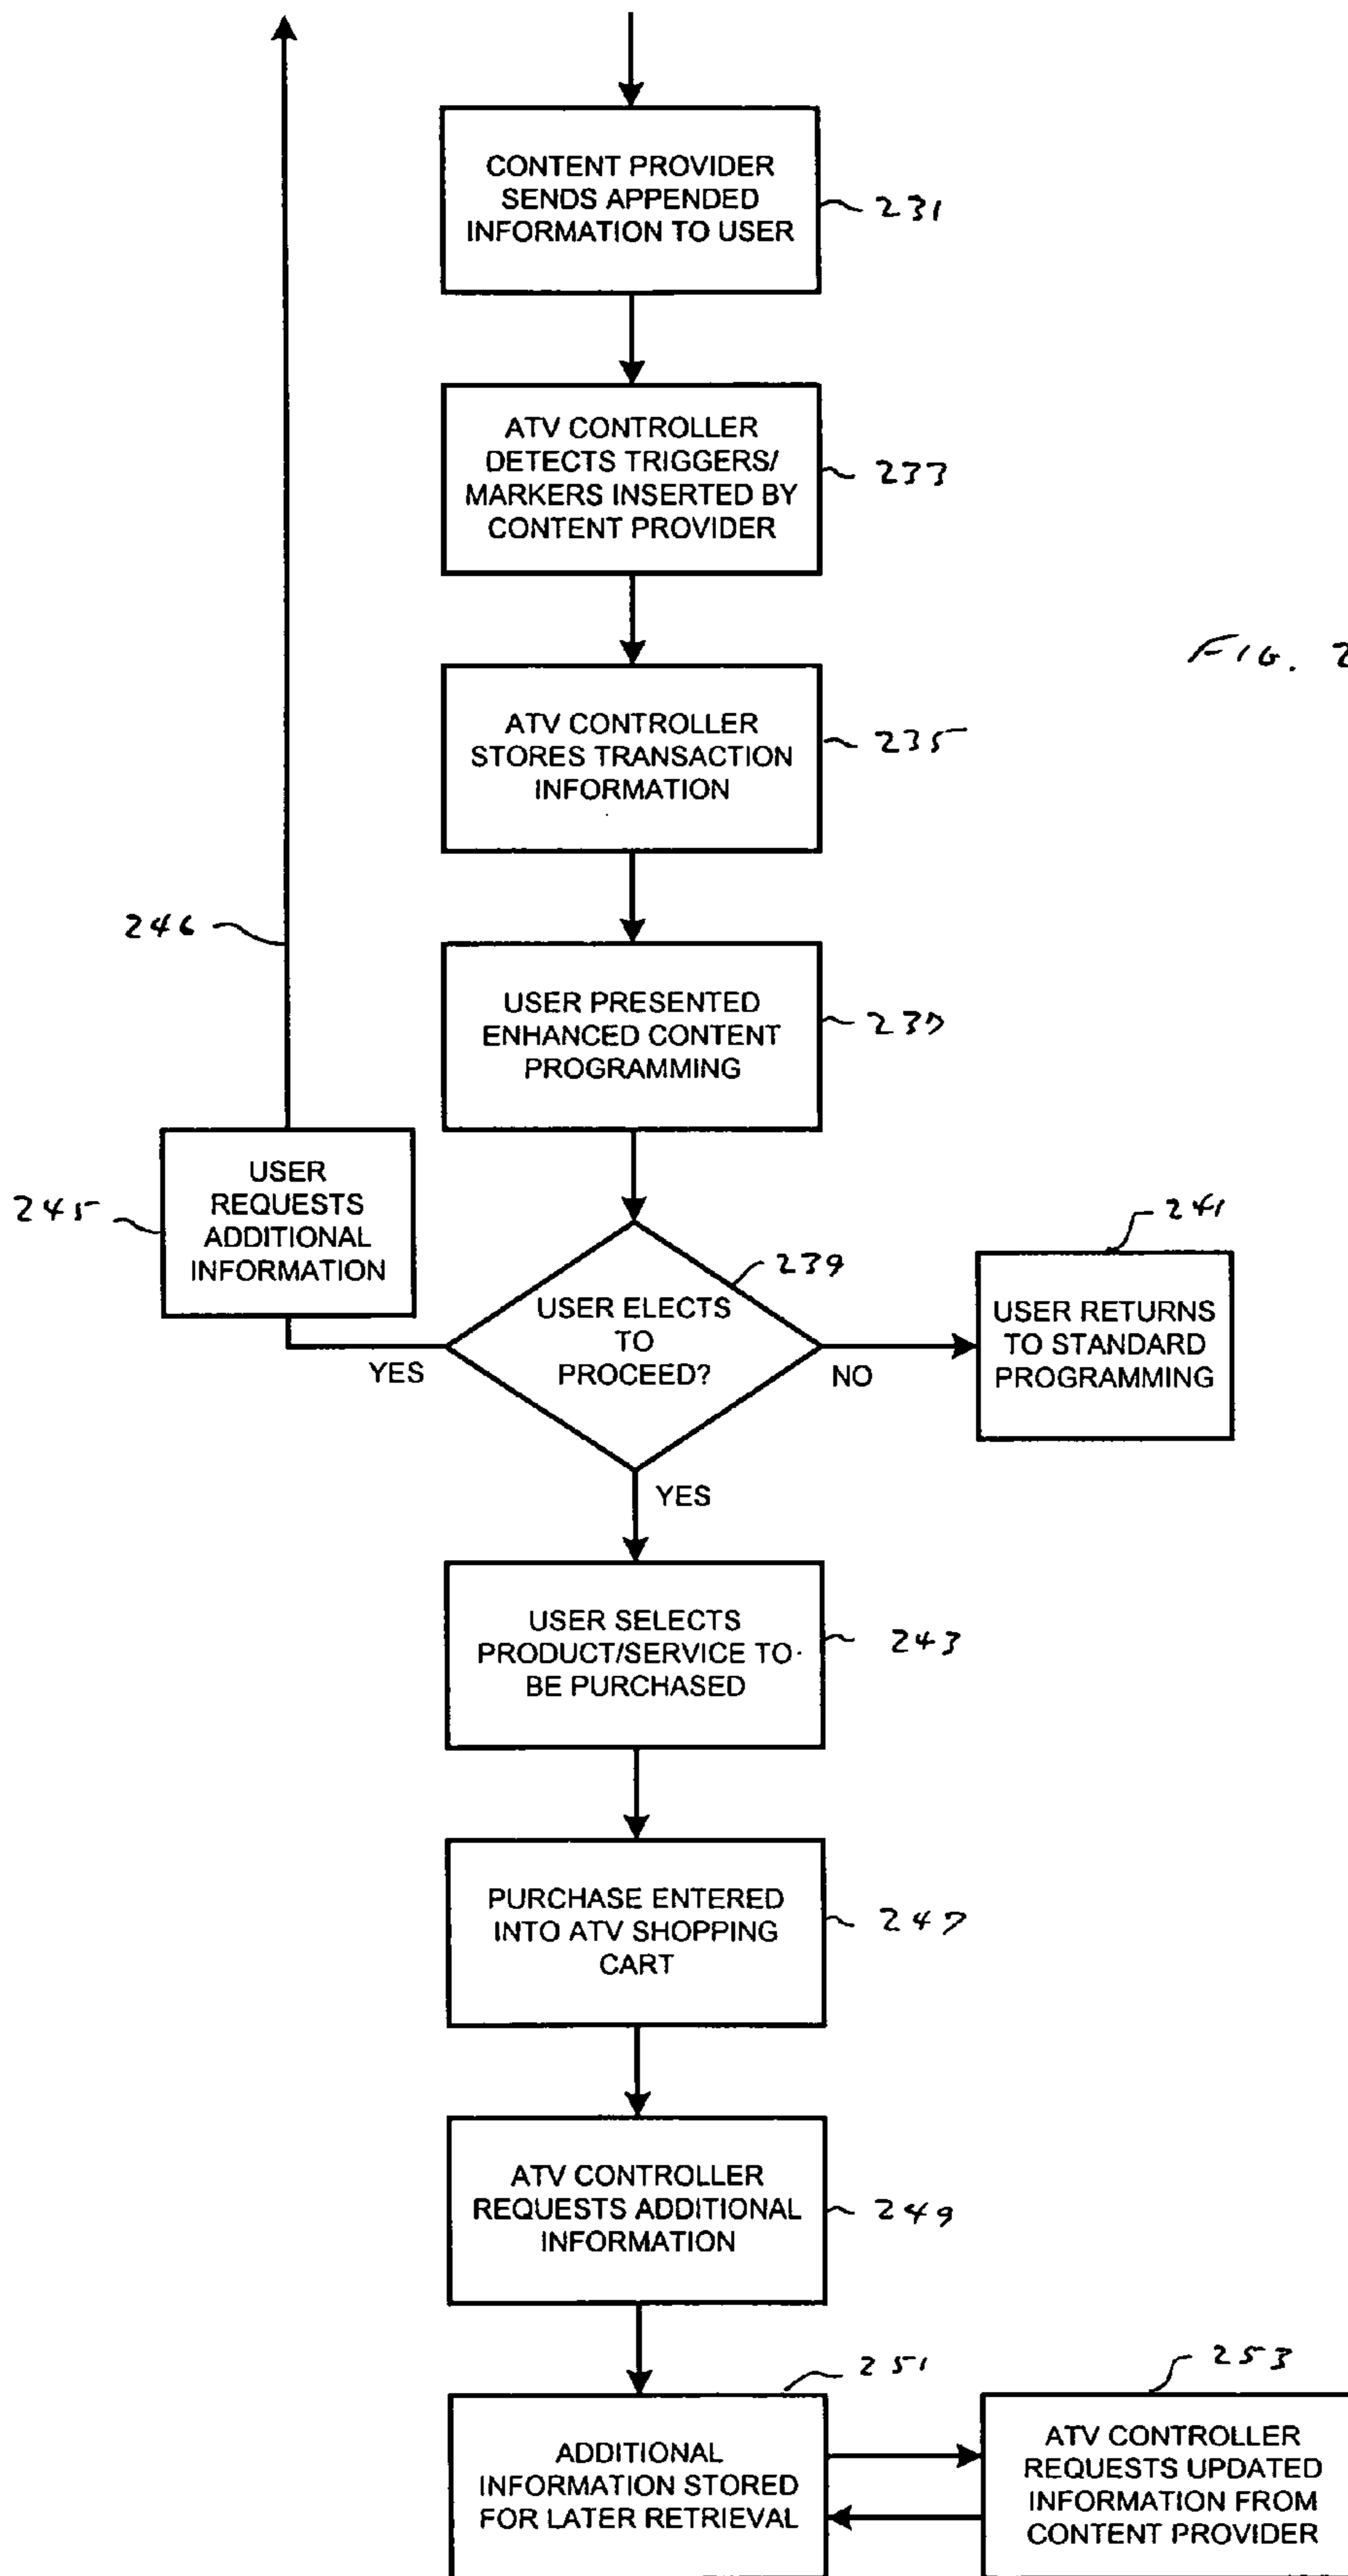 CONTENT PROVIDER
SENDS APPENDED
INFORMATION TO USER
231
ATV CONTROLLER
DETECTS TRIGGERS/
MARKERS INSERTED BY
CONTENT PROVIDER
233
FIG. 2
ATV CONTROLLER
STORES TRANSACTION
INFORMATION
235
246
USER PRESENTED
ENHANCED CONTENT
PROGRAMMING
237
USER
REQUESTS
ADDITIONAL
INFORMATION
245
239
USER ELECTS
TO
PROCEED?
YES
NO
241
USER RETURNS
TO STANDARD
PROGRAMMING
YES
USER SELECTS
PRODUCT/SERVICE TO
BE PURCHASED
243
PURCHASE ENTERED
INTO ATV SHOPPING
CART
247
ATV CONTROLLER
REQUESTS ADDITIONAL
INFORMATION
249
251
ADDITIONAL
INFORMATION STORED
FOR LATER RETRIEVAL
253
ATV CONTROLLER
REQUESTS UPDATED
INFORMATION FROM
CONTENT PROVIDER